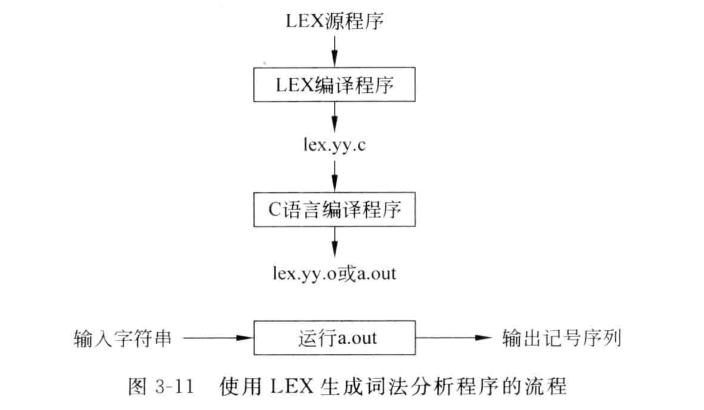 LEX源程序
LEX编译程序
lex.yy.c
C语言编译程序
lex.yy.o或a.out
输入字符串 运行a.out 输出记号序列
图 3-11 使用 LEX 生成词法分析程序的流程